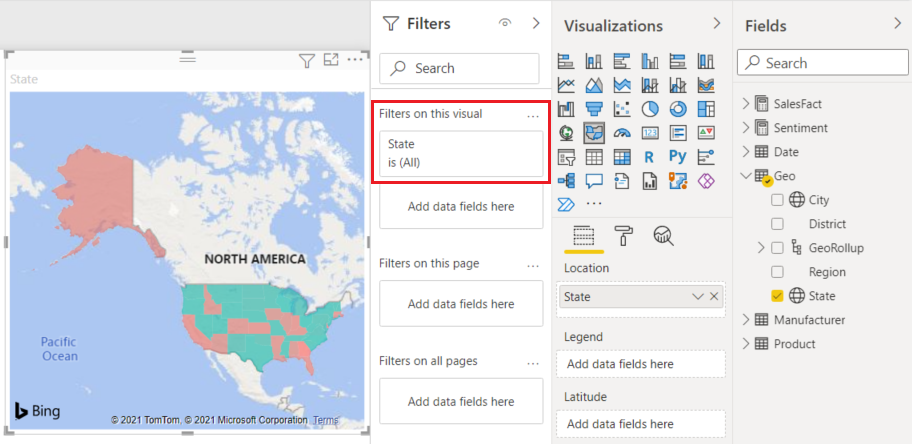 State
NORTH AMERICA
Pacific
Ocean
Bing
© 2021 TomTom, © 2021 Microsoft Corporation Terms
Filters
Search
Filters on this visual
State
is (All)
Add data fields here
Filters on this page
Add data fields here
Filters on all pages
Add data fields here
Visualizations
123
R
Py
Location
State
Legend
Add data fields here
Latitude
Add data fields here
Fields
Search
SalesFact
Sentiment
Date
Geo
City
District
GeoRollup
Region
State
Manufacturer
Product